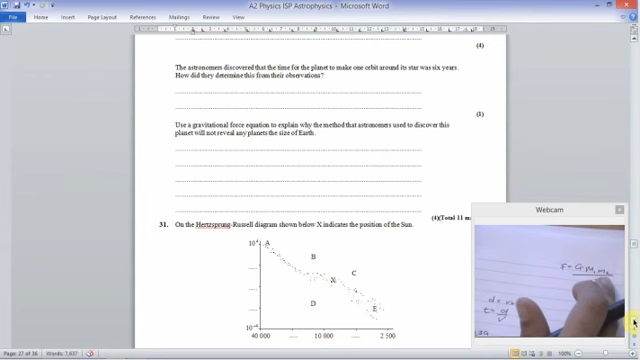 A2 Physics ISP Astrophysics - Microsoft Word
File
Home
Insert
Page Layout
References
Mailings
Review
View
(4)
The astronomers discovered that the time for the planet to make one orbit around its star was six years.
How did they determine this from their observations?
(1)
Use a gravitational force equation to explain why the method that astronomers used to discover this
planet will not reveal any planets the size of Earth.
(4)(Total 11 m
31. On the Hertzsprung-Russell diagram shown below X indicates the position of the Sun.
10⁴
A
B
C
X
D
E
10⁻⁴
40 000
10 000
2 500
Webcam
F = G M₁ m₂
t = d
v
Page: 27 of 36
Words: 7,637
100%